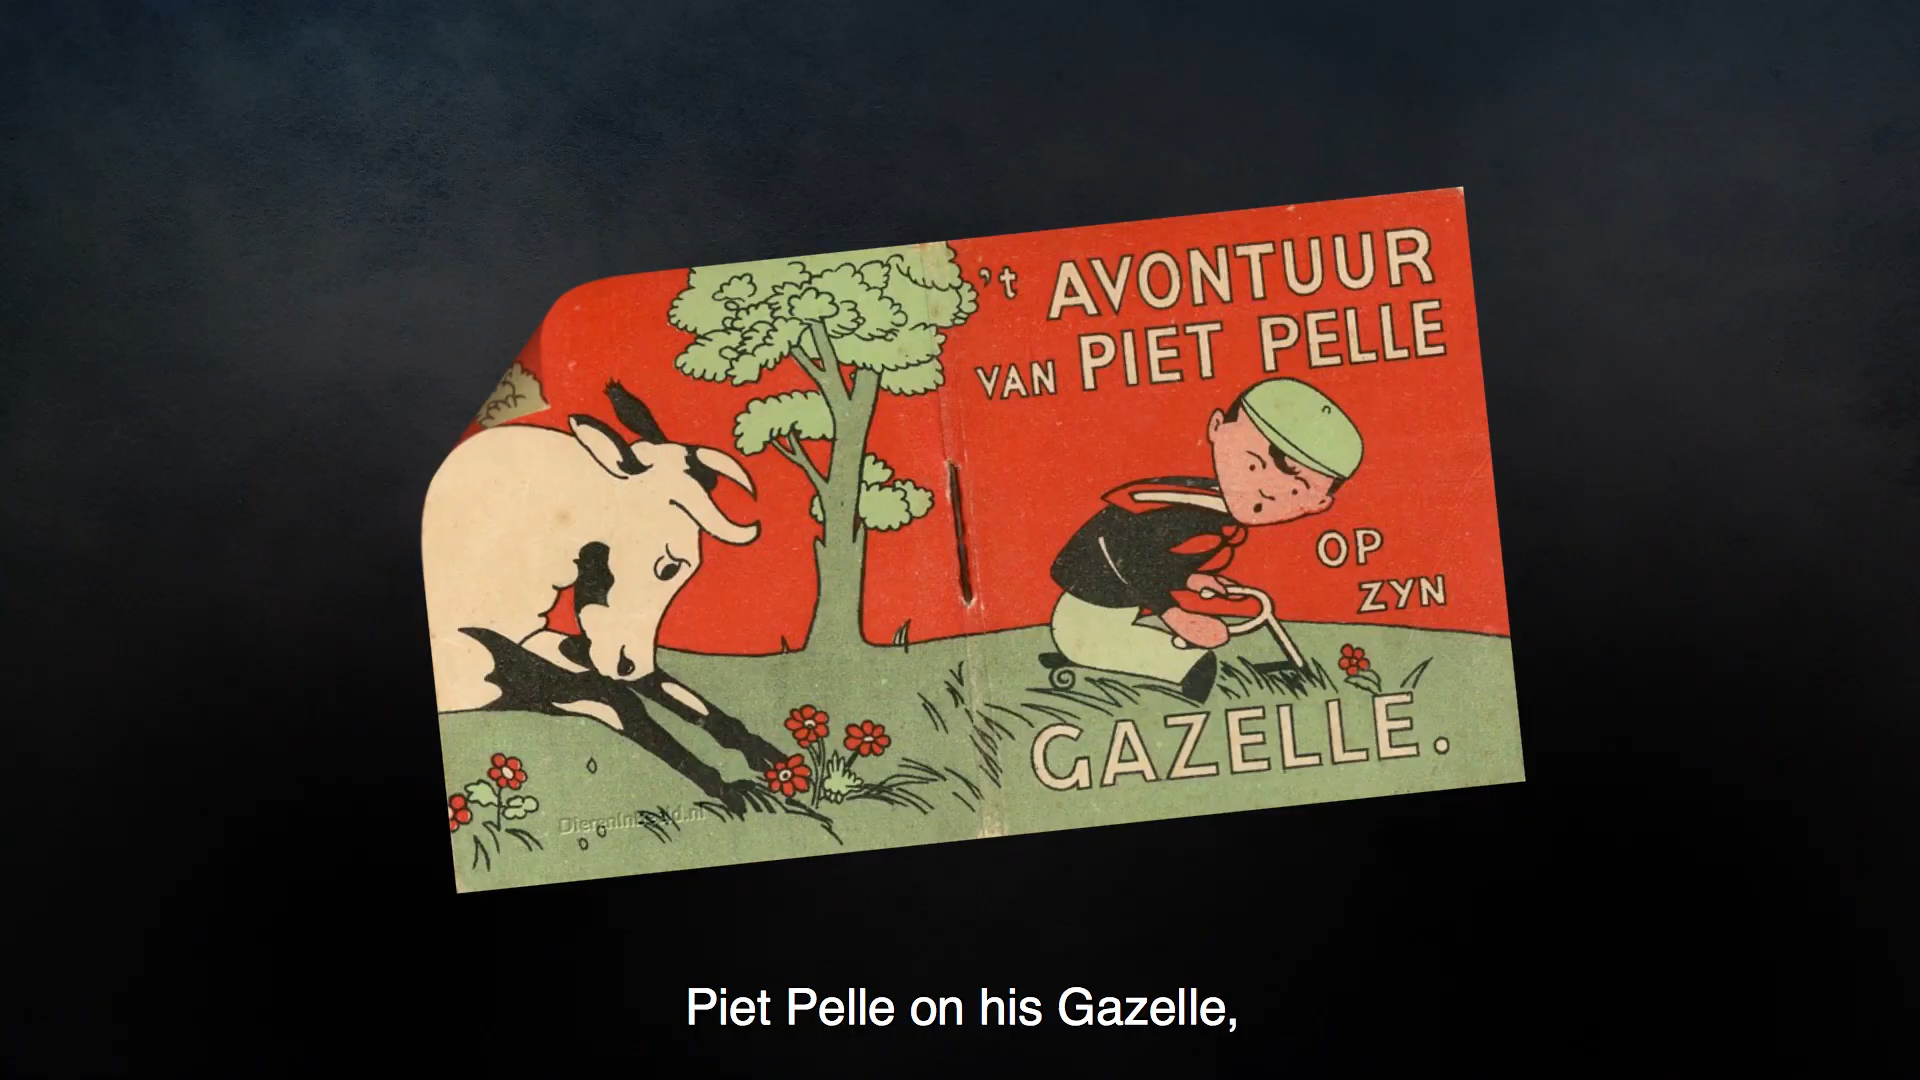 't AVONTUUR
VAN PIET PELLE
OP
ZYN
GAZELLE.
Piet Pelle on his Gazelle,